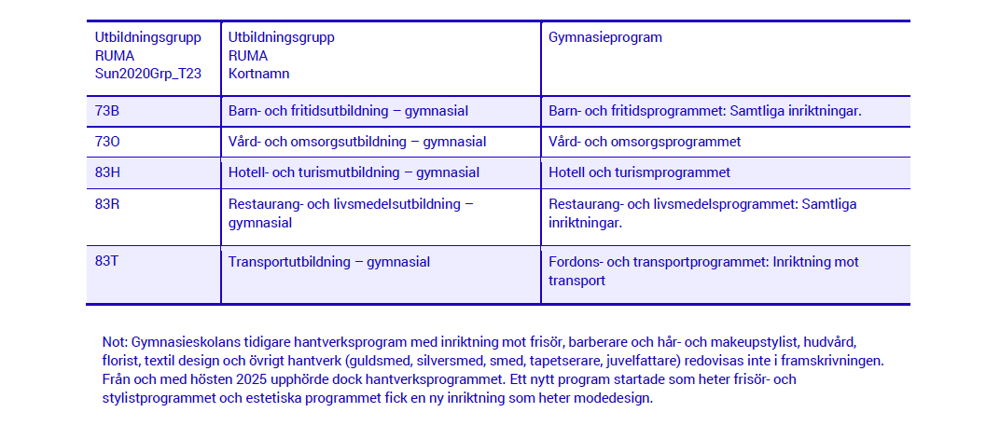 Utbildningsgrupp
RUMA
Sun2020Grp_T23
Utbildningsgrupp
RUMA
Kortnamn
Gymnasieprogram
73B
Barn- och fritidsutbildning – gymnasial
Barn- och fritidsprogrammet: Samtliga inriktningar.
73O
Vård- och omsorgsutbildning – gymnasial
Vård- och omsorgsprogrammet
83H
Hotell- och turismutbildning – gymnasial
Hotell och turismprogrammet
83R
Restaurang- och livsmedelsutbildning –
gymnasial
Restaurang- och livsmedelsprogrammet: Samtliga
inriktningar.
83T
Transportutbildning – gymnasial
Fordons- och transportprogrammet: Inriktning mot
transport
Not: Gymnasieskolans tidigare hantverksprogram med inriktning mot frisör, barberare och hår- och makeupstylist, hudvård,
florist, textil design och övrigt hantverk (guldsmed, silversmed, smed, tapetserare, juvelfattare) redovisas inte i framskrivningen.
Från och med hösten 2025 upphörde dock hantverksprogrammet. Ett nytt program startade som heter frisör- och
stylistprogrammet och estetiska programmet fick en ny inriktning som heter modedesign.